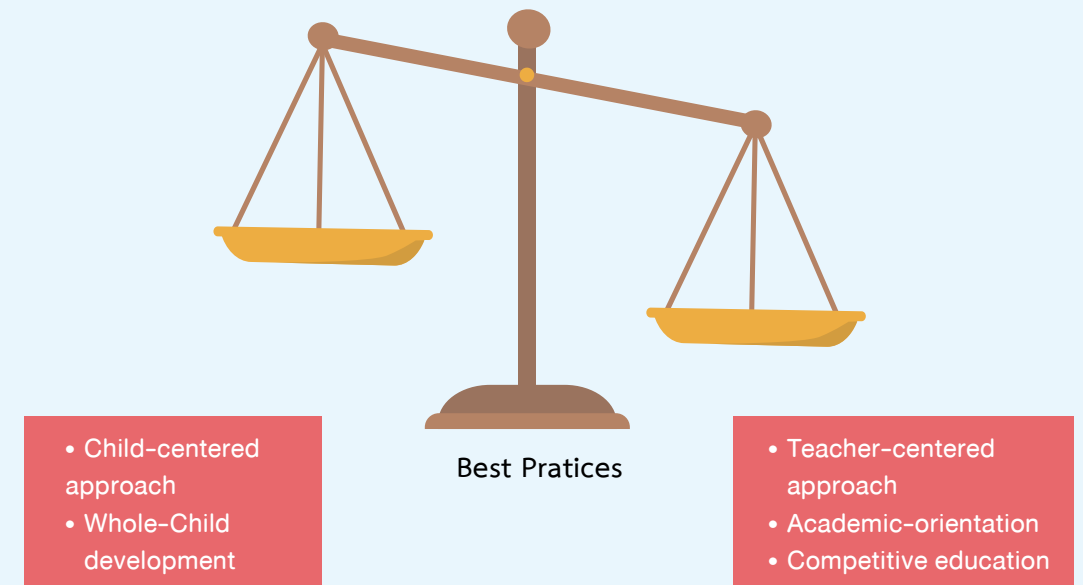 • Child-centered
approach
• Whole-Child
development
Best Pratices
• Teacher-centered
approach
• Academic-orientation
• Competitive education